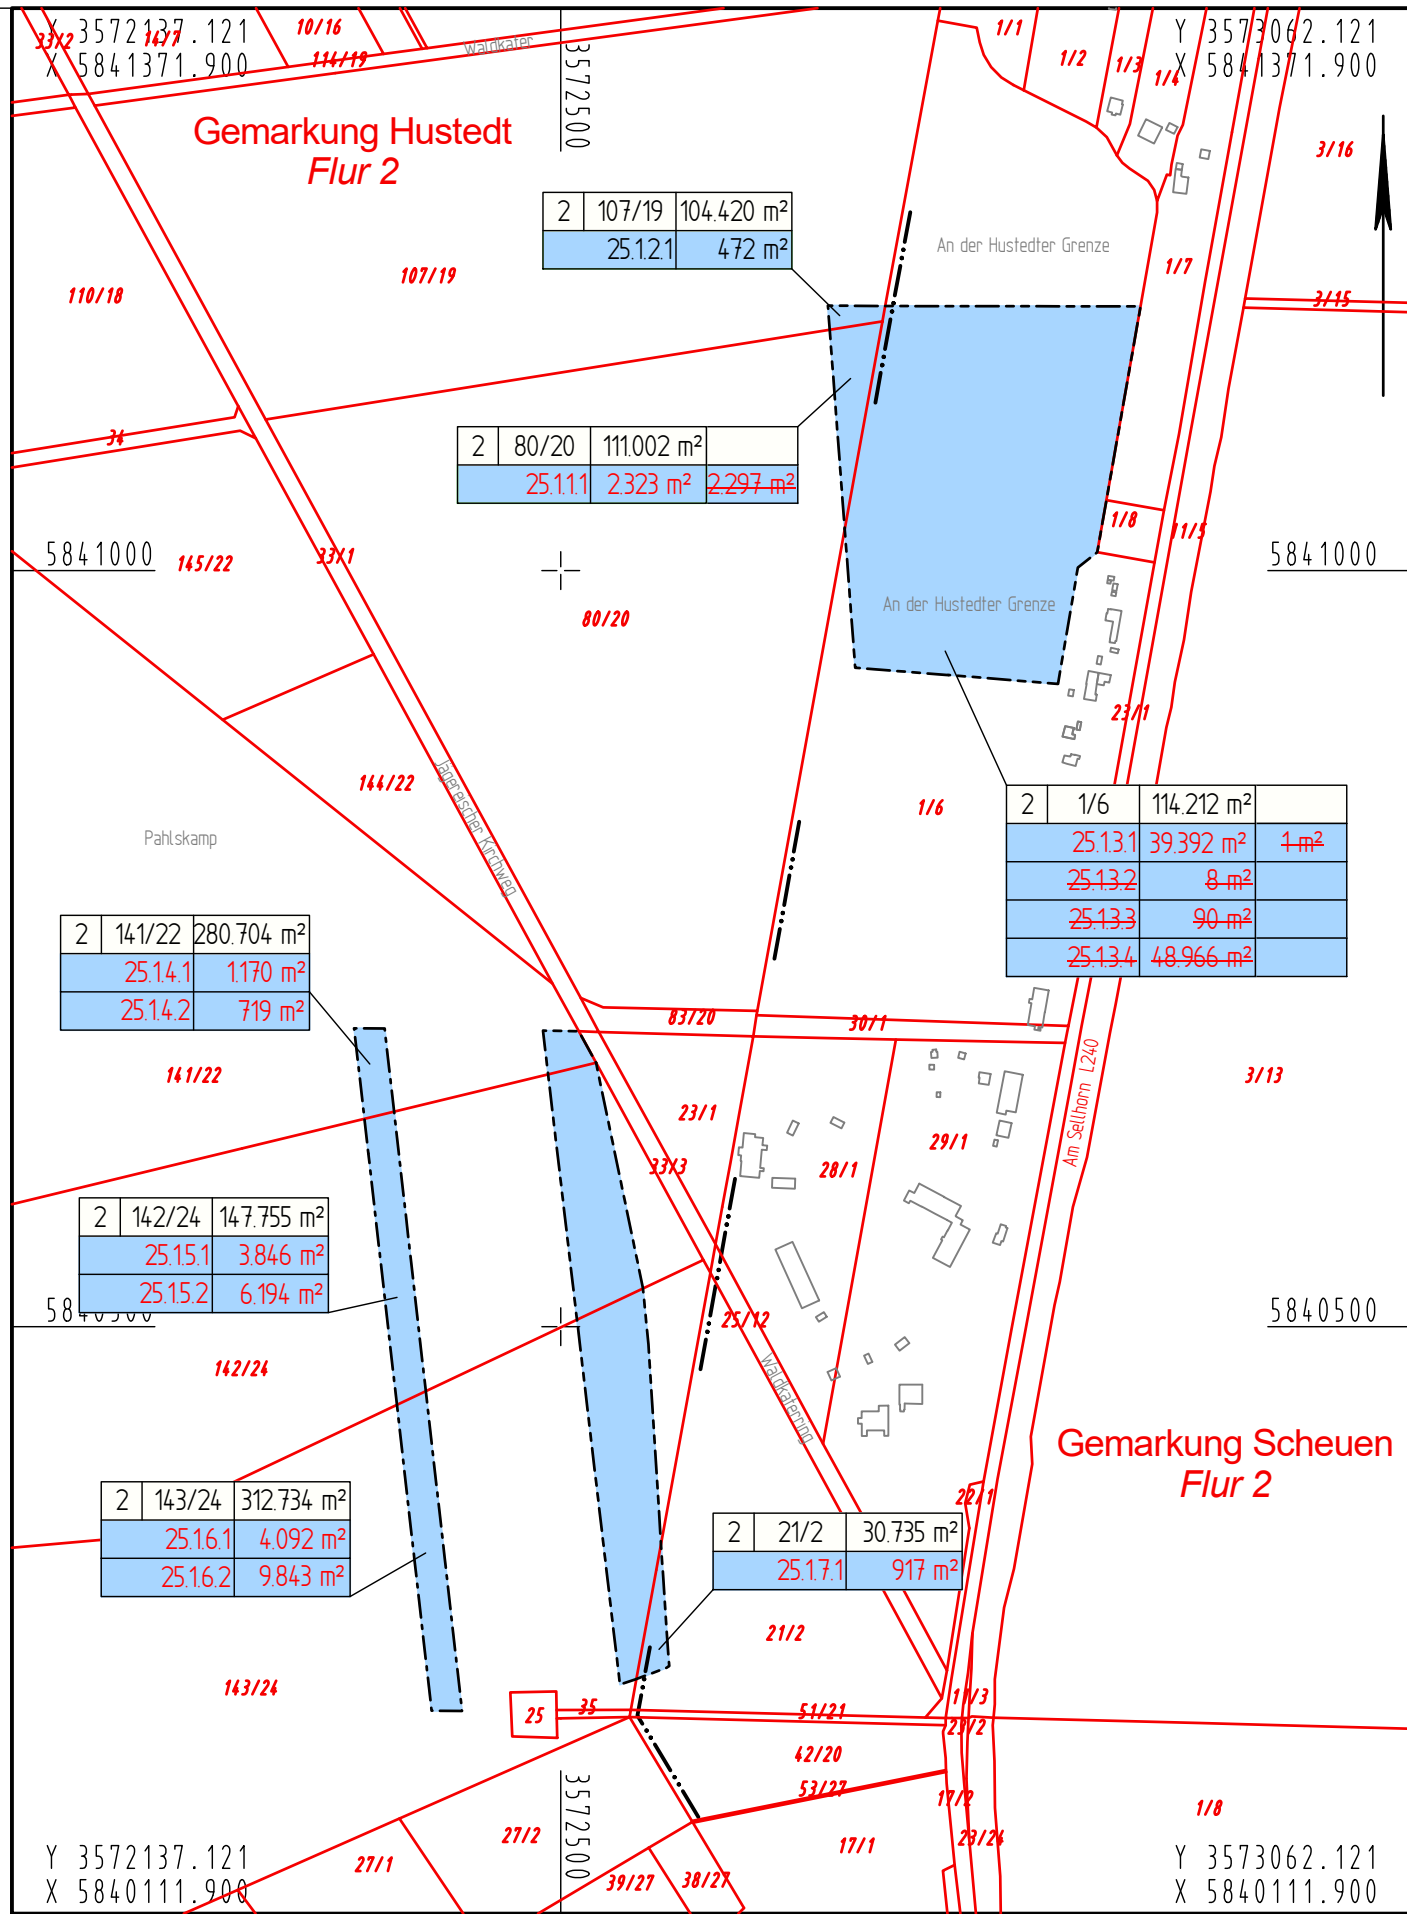 Y 3572137.121
X 5841371.900
33/2
14/7
10/16
114/19
Waldkater
3572500
1/1
1/2
1/3
1/4
Y 3573062.121
X 5841371.900
Gemarkung Hustedt
Flur 2
3/16
2 107/19 104.420 m²
25.1.2.1 472 m²
An der Hustedter Grenze
110/18
107/19
1/7
3/15
34
2 80/20 111.002 m²
25.1.1.1 2.323 m² 2.297 m²
1/8
11/5
5841000
145/22
33/1
5841000
80/20
An der Hustedter Grenze
23/1
144/22
Jägereischer Kirchweg
1/6
Pahlskamp
2 1/6 114.212 m²
25.1.3.1 39.392 m² 1 m²
25.1.3.2 8 m²
25.1.3.3 90 m²
25.1.3.4 48.966 m²
2 141/22 280.704 m²
25.1.4.1 1.170 m²
25.1.4.2 719 m²
83/20
30/1
141/22
Am Sellhorn L240
3/13
23/1
33/3
28/1
29/1
2 142/24 147.755 m²
25.1.5.1 3.846 m²
25.1.5.2 6.194 m²
5840500
5840500
25/12
142/24
Waldkaterring
Gemarkung Scheuen
Flur 2
2 143/24 312.734 m²
25.1.6.1 4.092 m²
25.1.6.2 9.843 m²
22/1
2 21/2 30.735 m²
25.1.7.1 917 m²
21/2
143/24
25
35
51/21
11/3
23/2
42/20
53/27
17/2
1/8
3572500
27/2
27/1
39/27
38/27
17/1
23/24
Y 3572137.121
X 5840111.900
Y 3573062.121
X 5840111.900